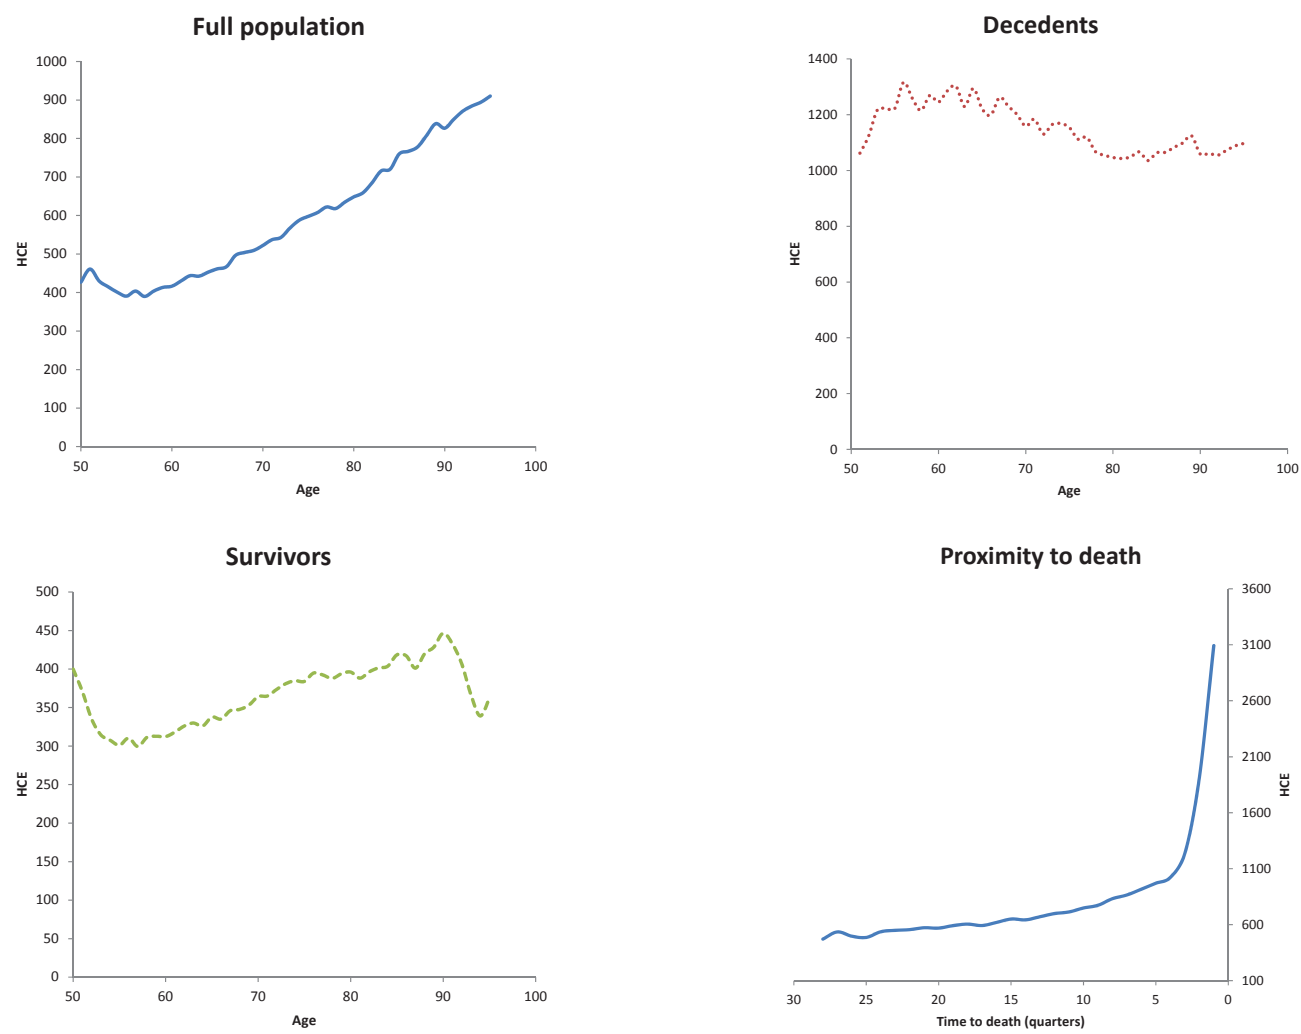 Full population
1000
900
800
700
600
500
400
300
200
100
0
HCE
50 60 70 80 90 100
Age
Decedents
1400
1200
1000
800
600
400
200
0
HCE
50 60 70 80 90 100
Age
Survivors
500
450
400
350
300
250
200
150
100
50
0
HCE
50 60 70 80 90 100
Age
Proximity to death
3600
3100
2600
2100
1600
1100
600
100
HCE
30 25 20 15 10 5 0
Time to death (quarters)